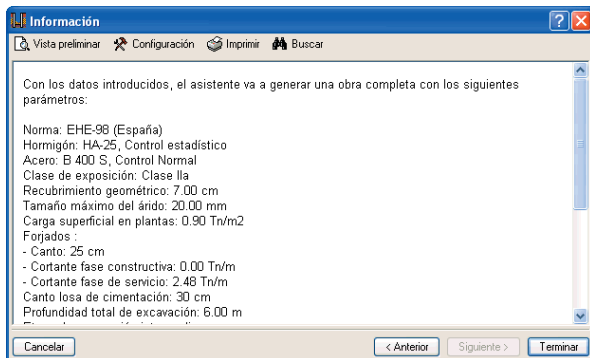 Información
Vista preliminar Configuración Imprimir Buscar
Con los datos introducidos, el asistente va a generar una obra completa con los siguientes
parámetros:
Norma: EHE-98 (España)
Hormigón: HA-25, Control estadístico
Acero: B 400 S, Control Normal
Clase de exposición: Clase IIa
Recubrimiento geométrico: 7.00 cm
Tamaño máximo del árido: 20.00 mm
Carga superficial en plantas: 0.90 Tn/m2
Forjados :
- Canto: 25 cm
- Cortante fase constructiva: 0.00 Tn/m
- Cortante fase de servicio: 2.48 Tn/m
Canto losa de cimentación: 30 cm
Profundidad total de excavación: 6.00 m
Cancelar < Anterior Siguiente > Terminar